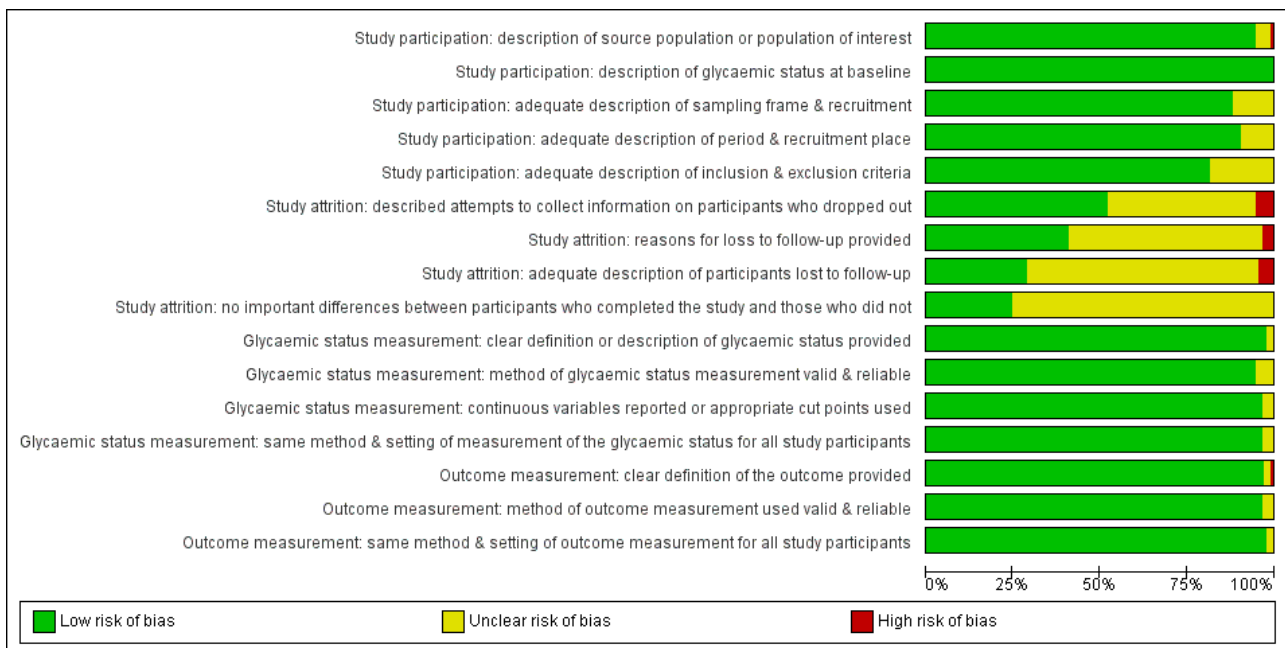 Study participation: description of source population or population of interest
Study participation: description of glycaemic status at baseline
Study participation: adequate description of sampling frame & recruitment
Study participation: adequate description of period & recruitment place
Study participation: adequate description of inclusion & exclusion criteria
Study attrition: described attempts to collect information on participants who dropped out
Study attrition: reasons for loss to follow-up provided
Study attrition: adequate description of participants lost to follow-up
Study attrition: no important differences between participants who completed the study and those who did not
Glycaemic status measurement: clear definition or description of glycaemic status provided
Glycaemic status measurement: method of glycaemic status measurement valid & reliable
Glycaemic status measurement: continuous variables reported or appropriate cut points used
Glycaemic status measurement: same method & setting of measurement of the glycaemic status for all study participants
Outcome measurement: clear definition of the outcome provided
Outcome measurement: method of outcome measurement used valid & reliable
Outcome measurement: same method & setting of outcome measurement for all study participants
0% 25% 50% 75% 100%
Low risk of bias Unclear risk of bias High risk of bias